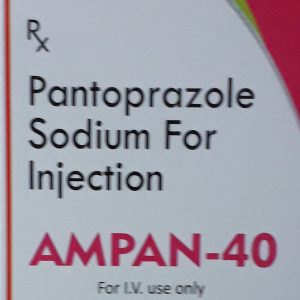 Rx
Pantoprazole
Sodium For
Injection
AMPAN-40
For I.V. use only